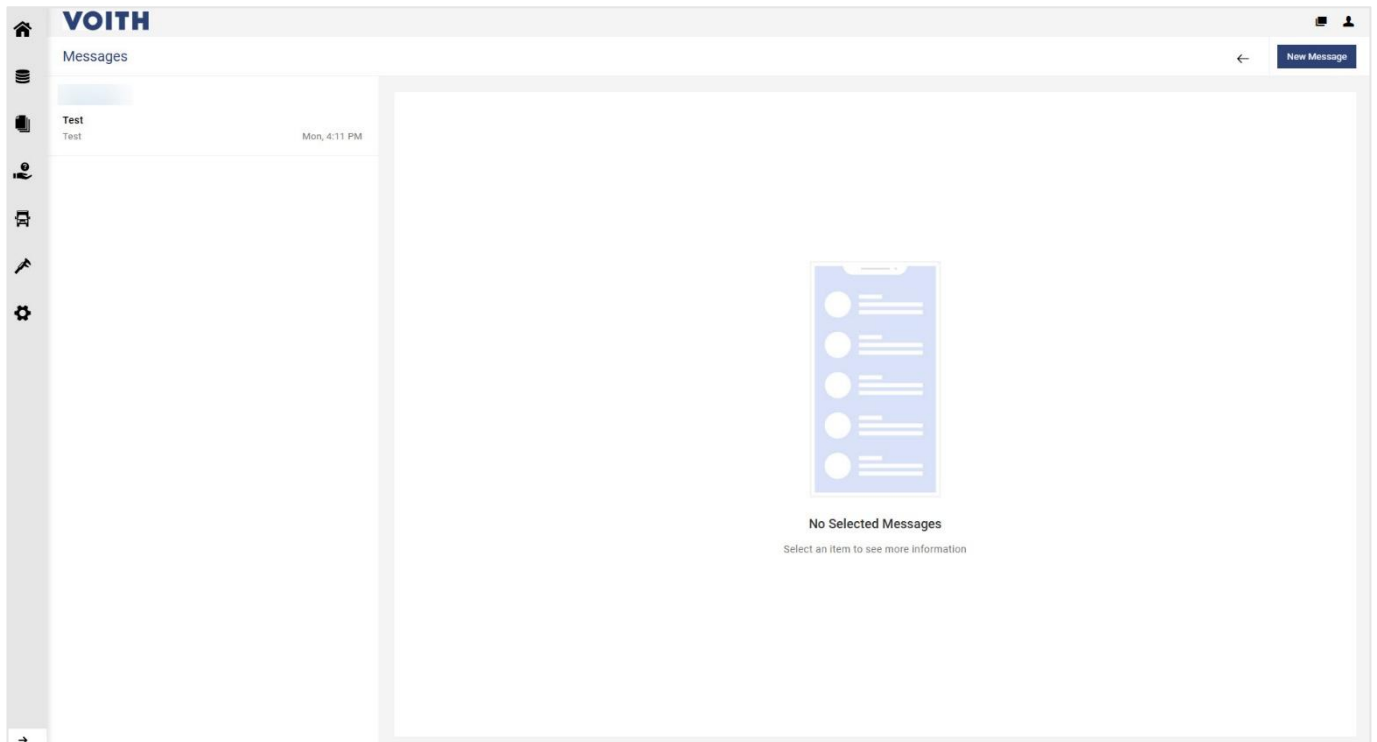 VOITH
Messages
New Message
Test
Test Mon, 4:11 PM
No Selected Messages
Select an item to see more information